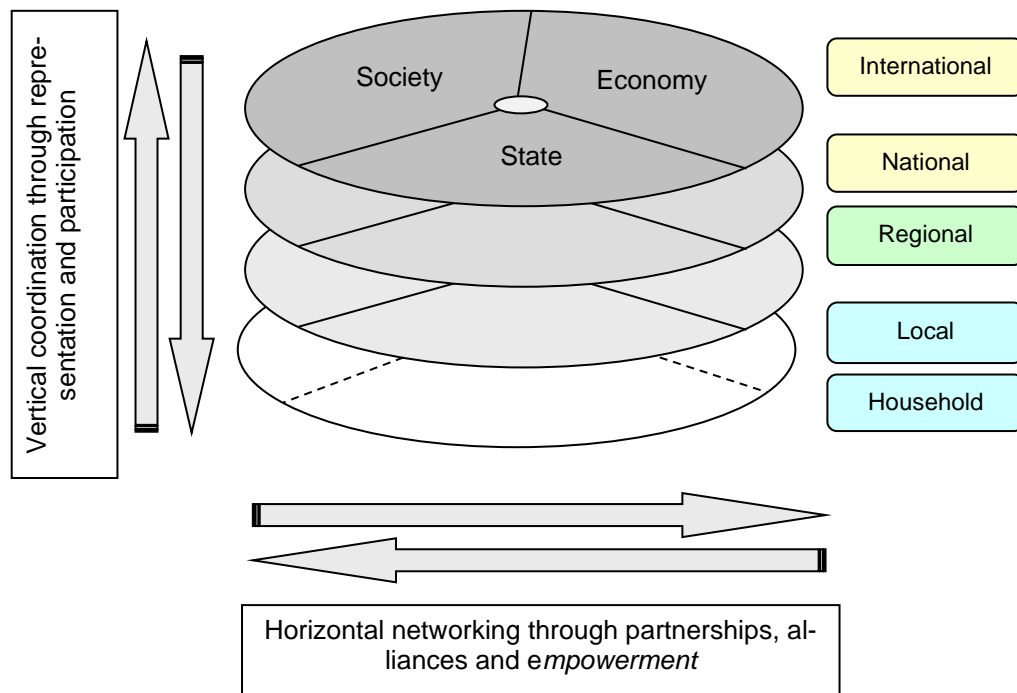 Vertical coordination through repre-
sentation and participation
Society
Economy
State
International
National
Regional
Local
Household
Horizontal networking through partnerships, al-
liances and empowerment